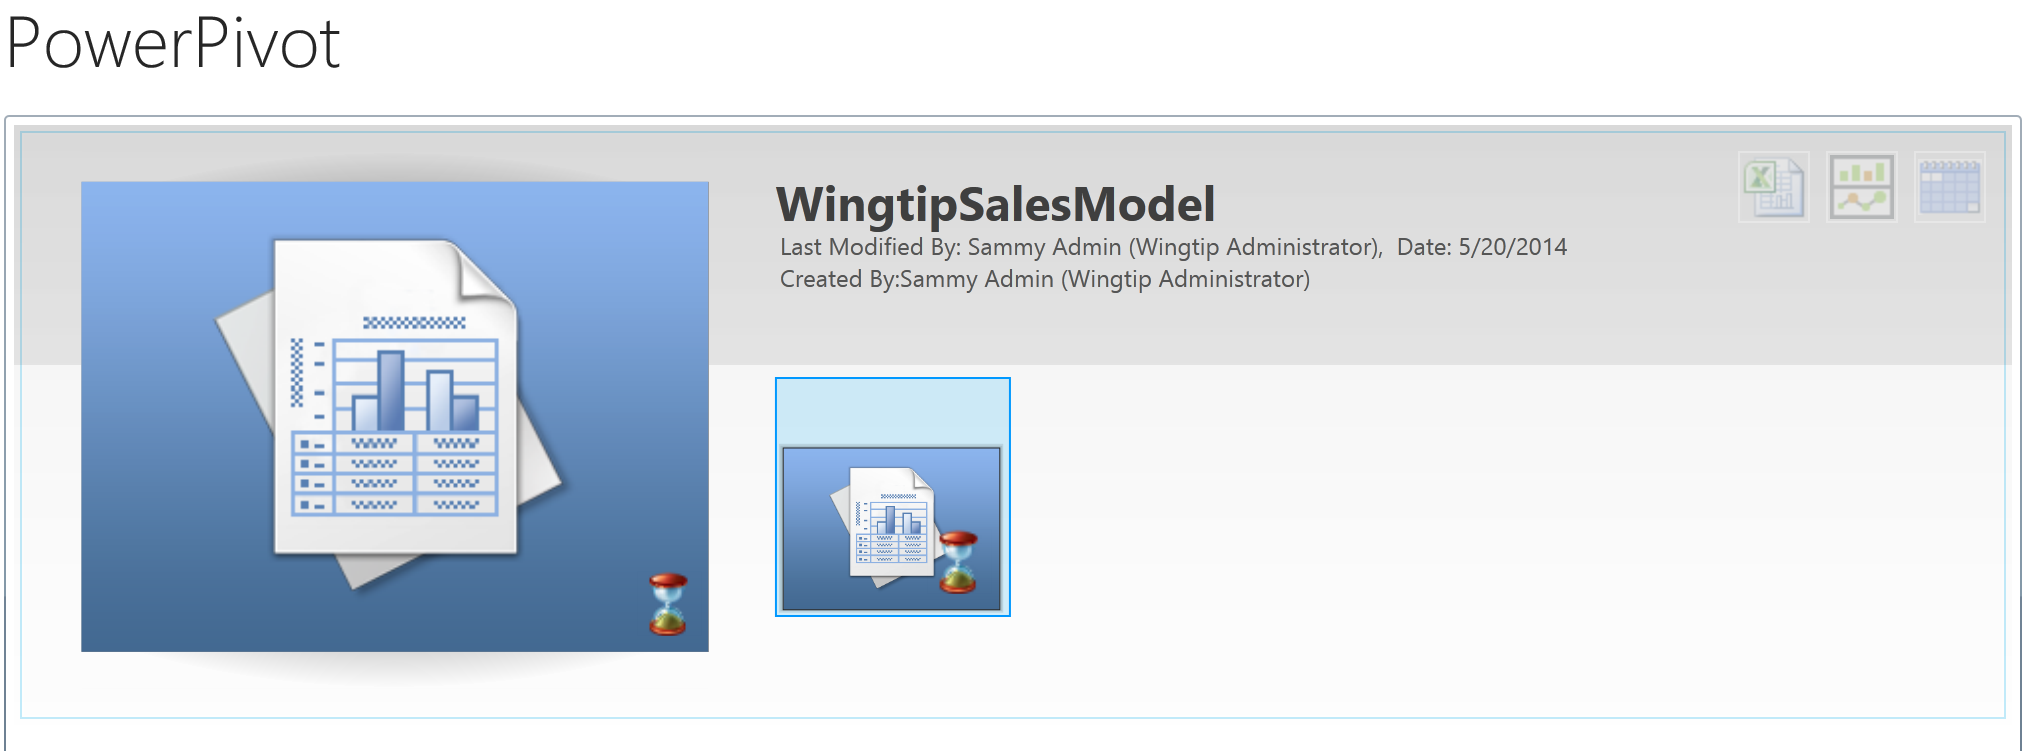 PowerPivot
WingtipSalesModel
Last Modified By: Sammy Admin (Wingtip Administrator),  Date: 5/20/2014
Created By:Sammy Admin (Wingtip Administrator)